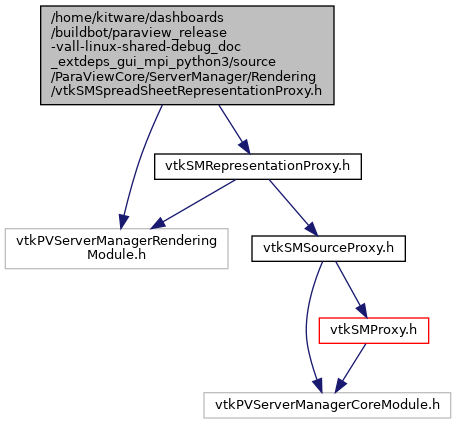 /home/kitware/dashboards
/buildbot/paraview_release
-vall-linux-shared-debug_doc
_extdeps_gui_mpi_python3/source
/ParaViewCore/ServerManager/Rendering
/vtkSMSpreadSheetRepresentationProxy.h
vtkSMRepresentationProxy.h
vtkPVServerManagerRendering
Module.h
vtkSMSourceProxy.h
vtkSMProxy.h
vtkPVServerManagerCoreModule.h